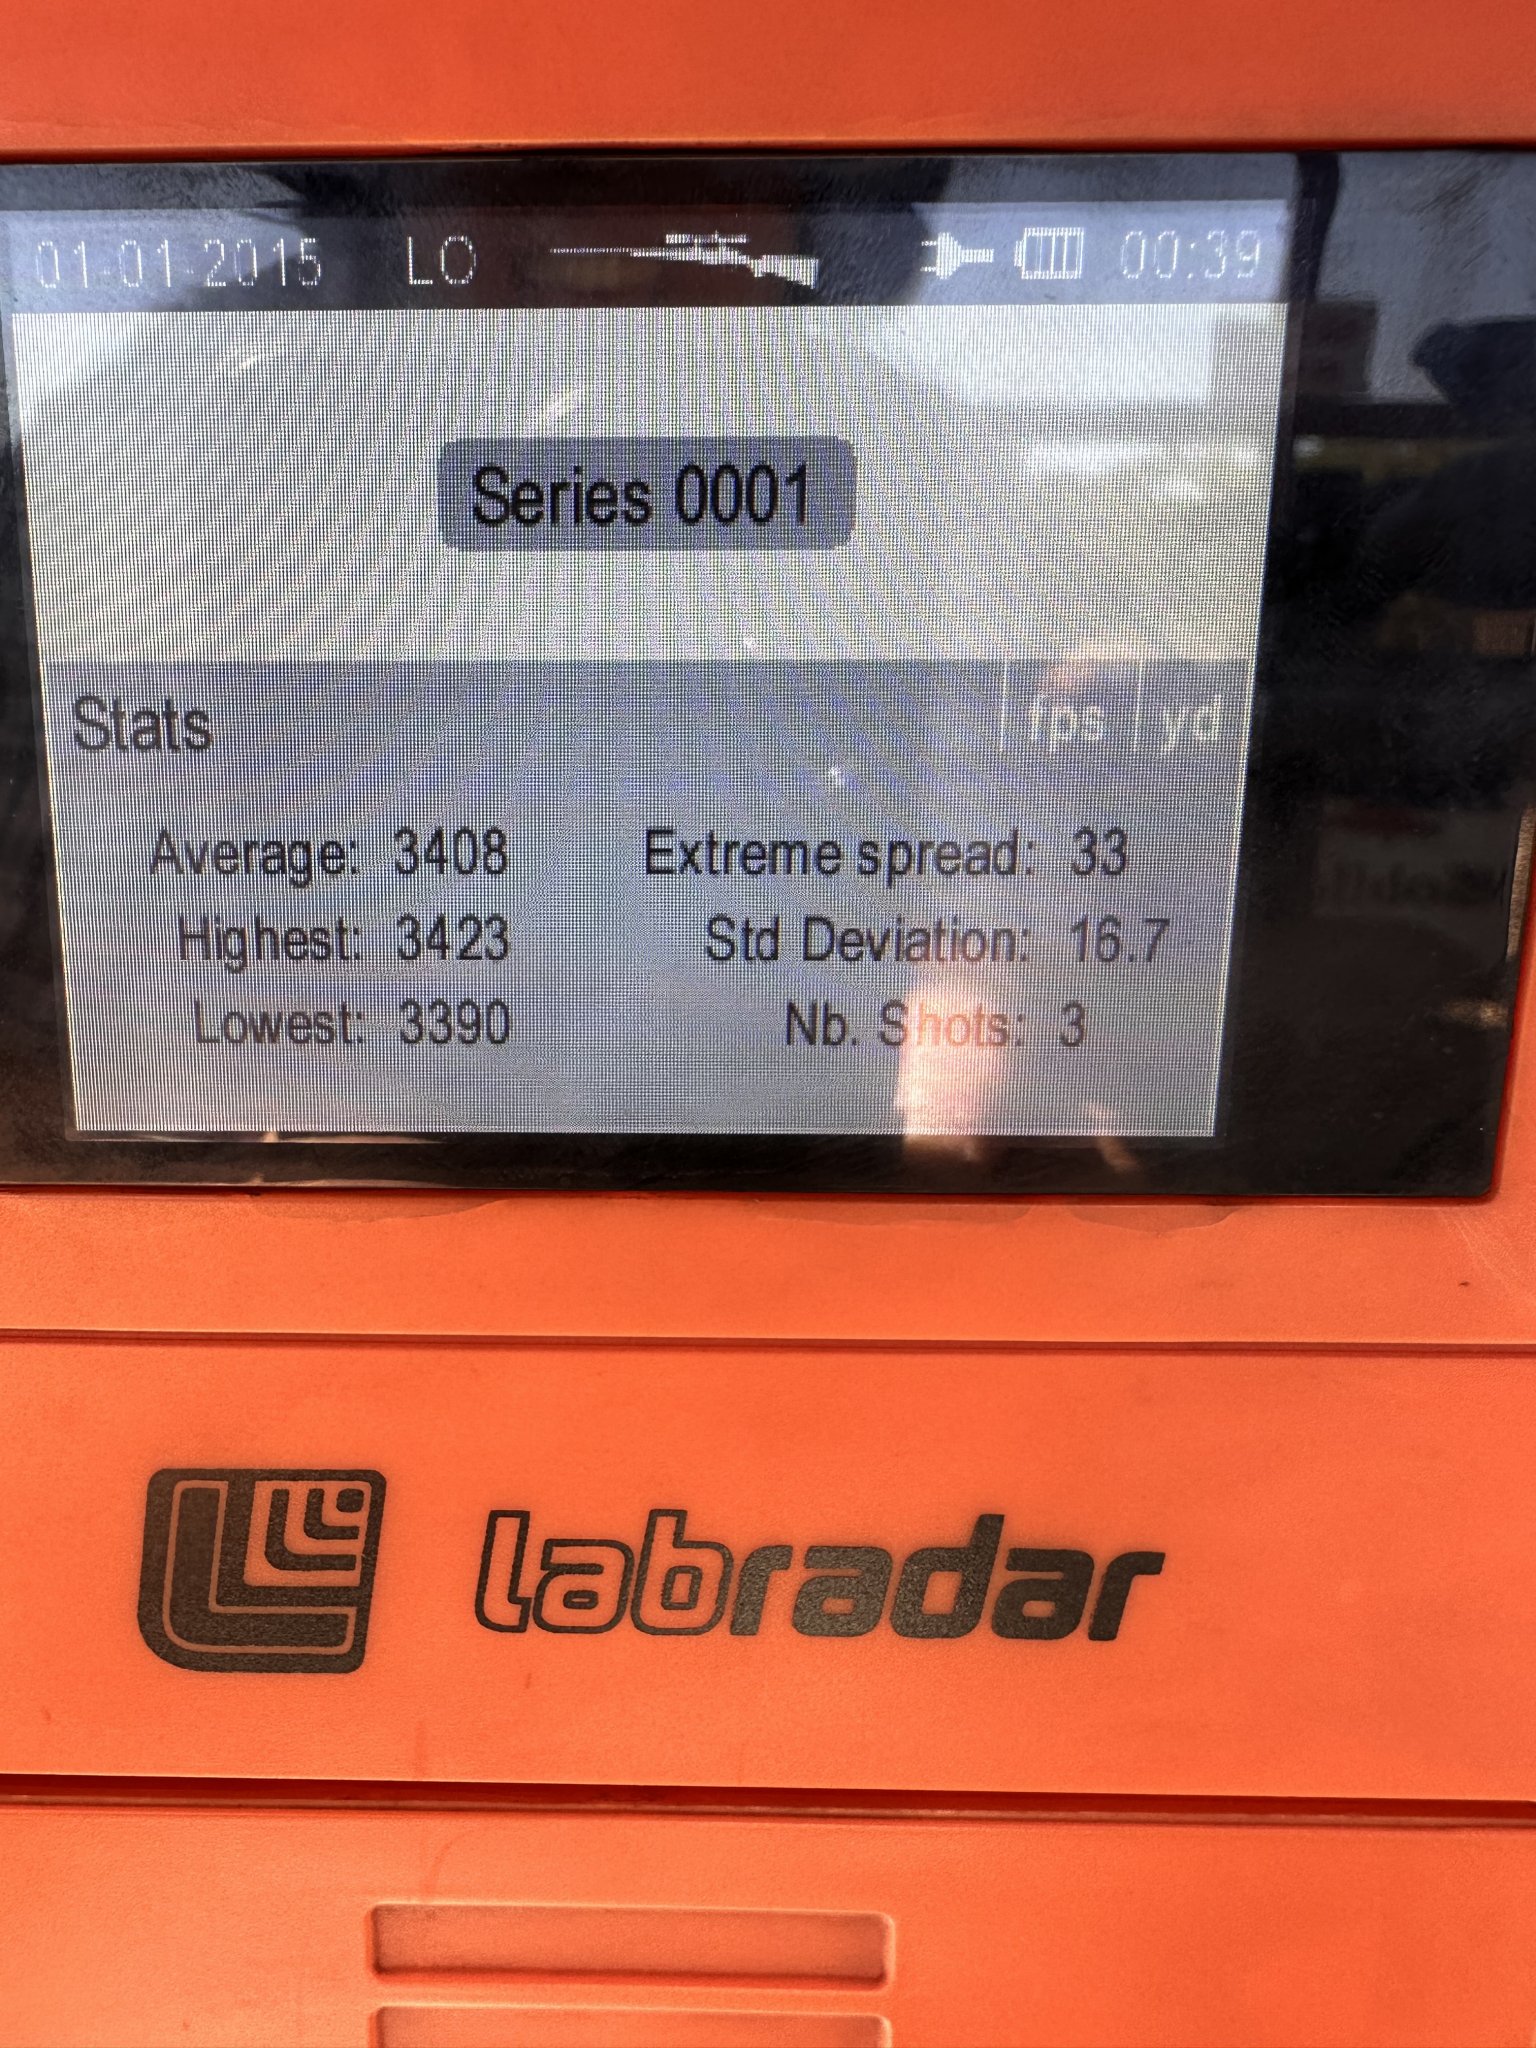 01-01-2015 LO 00:39
Series 0001
Stats fps yd
Average: 3408 Extreme spread: 33
Highest: 3423 Std Deviation: 16.7
Lowest: 3390 Nb. Shots: 3
labradar